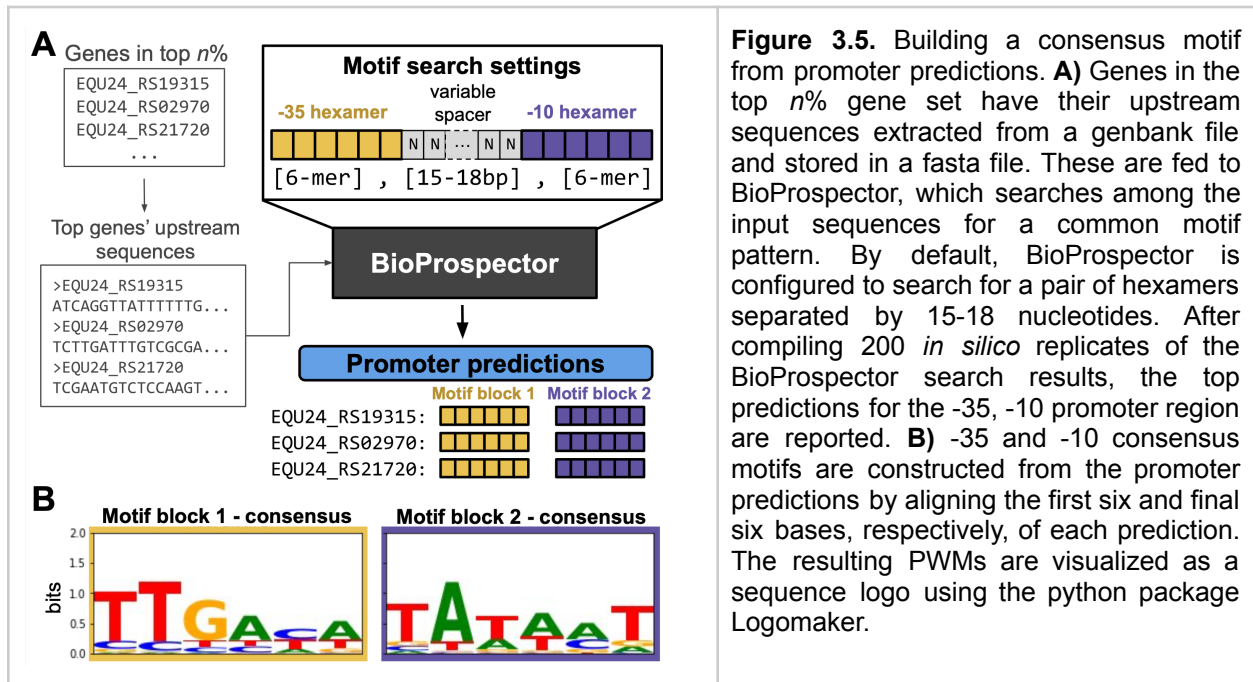 A
Genes in top n%
EQU24_RS19315
EQU24_RS02970
EQU24_RS21720
...
Top genes' upstream
sequences
>EQU24_RS19315
ATCAGGTTATTTTTTG...
>EQU24_RS02970
TCTTGATTTGTCGCGA...
>EQU24_RS21720
TCGAATGTCTCCAAGT...
Motif search settings
variable
spacer
-35 hexamer
-10 hexamer
N N ... N N
[6-mer] , [15-18bp] , [6-mer]
BioProspector
Promoter predictions
Motif block 1 Motif block 2
EQU24_RS19315:
EQU24_RS02970:
EQU24_RS21720:
B
Motif block 1 - consensus
Motif block 2 - consensus
bits
2.0
1.5
1.0
0.5
0.0
TTGACA
TATAAT
Figure 3.5. Building a consensus motif
from promoter predictions. A) Genes in the
top n% gene set have their upstream
sequences extracted from a genbank file
and stored in a fasta file. These are fed to
BioProspector, which searches among the
input sequences for a common motif
pattern. By default, BioProspector is
configured to search for a pair of hexamers
separated by 15-18 nucleotides. After
compiling 200 in silico replicates of the
BioProspector search results, the top
predictions for the -35, -10 promoter region
are reported. B) -35 and -10 consensus
motifs are constructed from the promoter
predictions by aligning the first six and final
six bases, respectively, of each prediction.
The resulting PWMs are visualized as a
sequence logo using the python package
Logomaker.